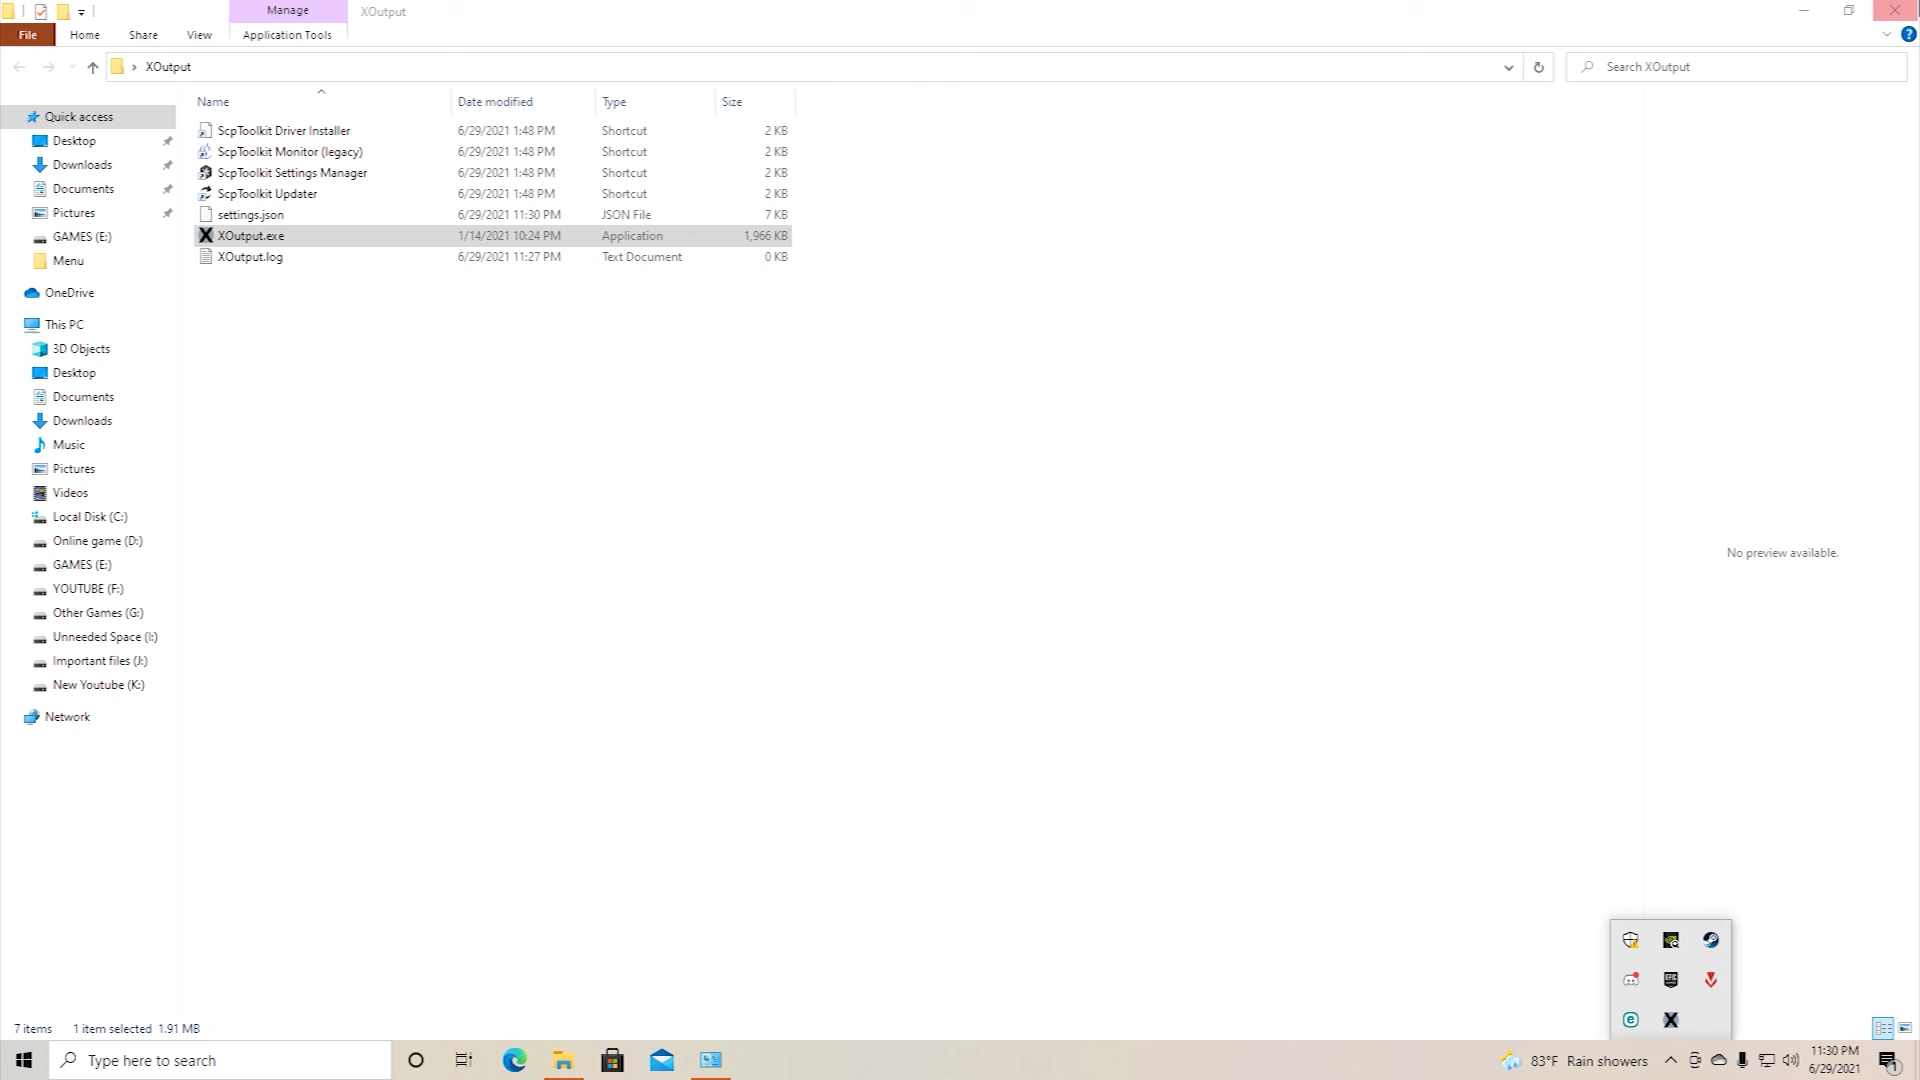 Manage
XOutput
File
Home
Share
View
Application Tools
XOutput
Search XOutput
Name
Date modified
Type
Size
Quick access
Desktop
Downloads
Documents
Pictures
GAMES (E:)
Menu
OneDrive
This PC
3D Objects
Desktop
Documents
Downloads
Music
Pictures
Videos
Local Disk (C:)
Online game (D:)
GAMES (E:)
YOUTUBE (F:)
Other Games (G:)
Unneeded Space (I:)
Important files (J:)
New Youtube (K:)
Network
ScpToolkit Driver Installer 6/29/2021 1:48 PM Shortcut 2 KB
ScpToolkit Monitor (legacy) 6/29/2021 1:48 PM Shortcut 2 KB
ScpToolkit Settings Manager 6/29/2021 1:48 PM Shortcut 2 KB
ScpToolkit Updater 6/29/2021 1:48 PM Shortcut 2 KB
settings.json 6/29/2021 11:30 PM JSON File 7 KB
XOutput.exe 1/14/2021 10:24 PM Application 1,966 KB
XOutput.log 6/29/2021 11:27 PM Text Document 0 KB
No preview available.
7 items 1 item selected 1.91 MB
Type here to search
83°F Rain showers
11:30 PM
6/29/2021
1